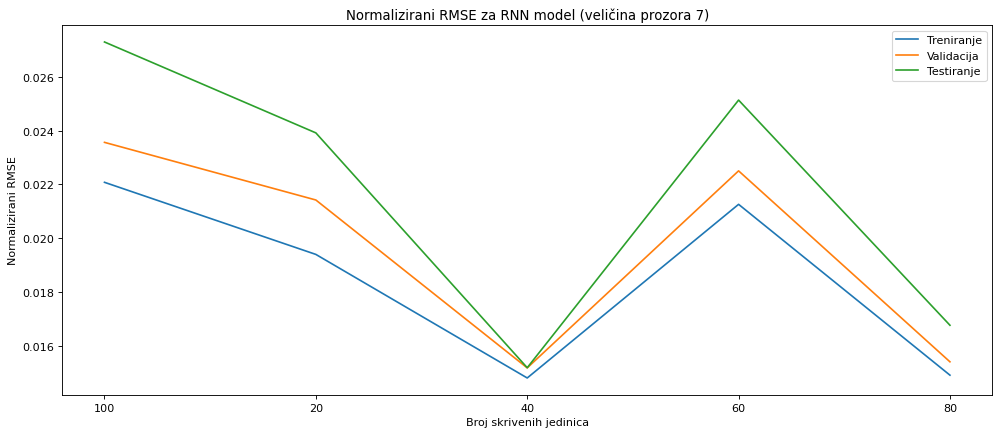 Normalizirani RMSE za RNN model (veličina prozora 7)
Treniranje
Validacija
Testiranje
Normalizirani RMSE
0.026
0.024
0.022
0.020
0.018
0.016
100 20 40 60 80
Broj skrivenih jedinica